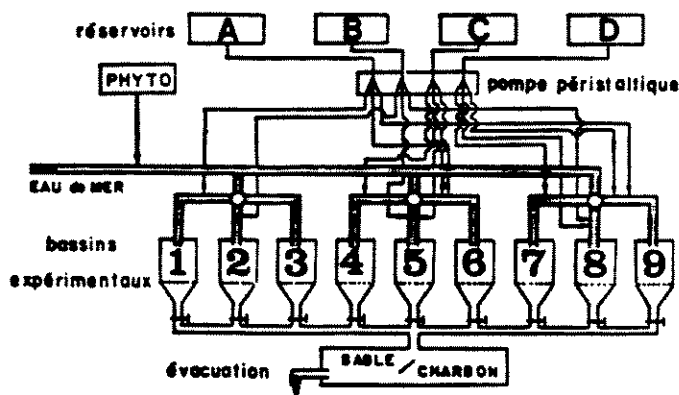 réservoirs A B C D
PHYTO pompe péristaltique
EAU de MER
bassins 1 2 3 4 5 6 7 8 9
expérimentaux
SABLE / CHARBON
évacuation